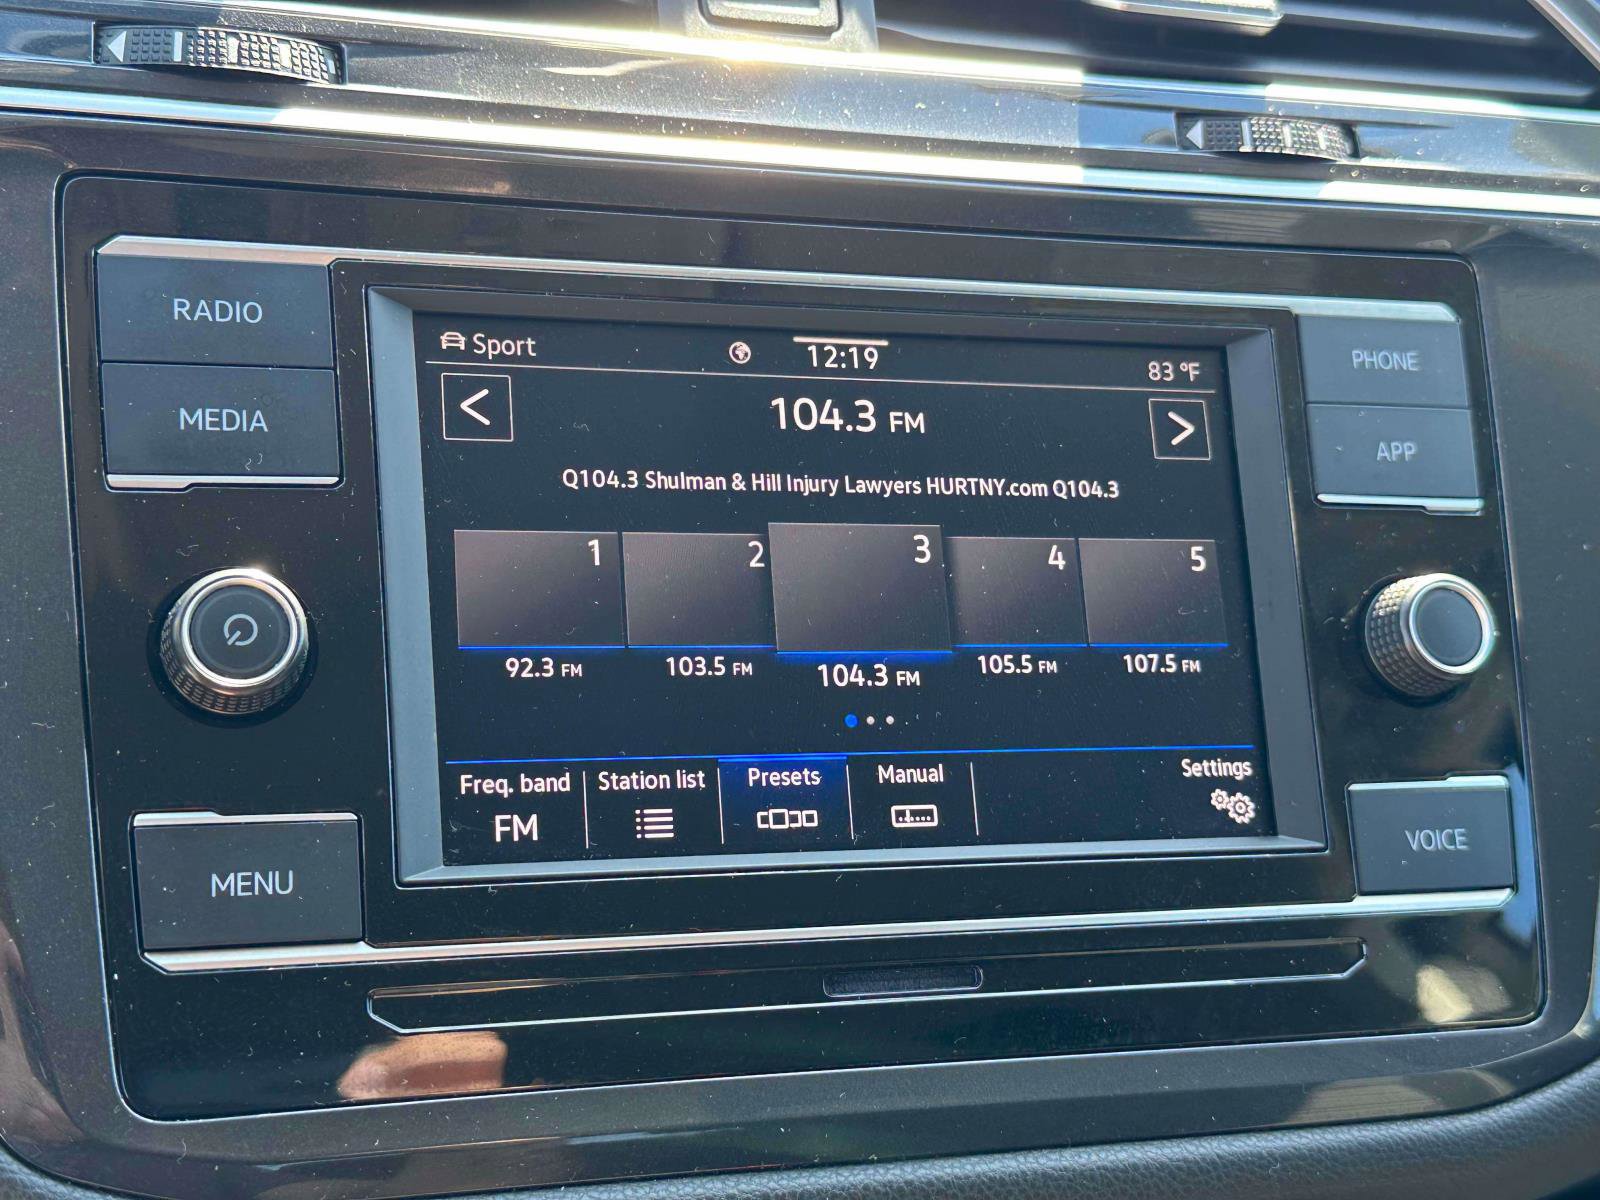 RADIO
MEDIA
MENU
Sport
12:19
83 °F
<
104.3 FM
>
Q104.3 Shulman & Hill Injury Lawyers HURTNY.com Q104.3
1 2 3 4 5
92.3 FM 103.5 FM 104.3 FM 105.5 FM 107.5 FM
Freq. band Station list Presets Manual Settings
FM
PHONE
APP
VOICE